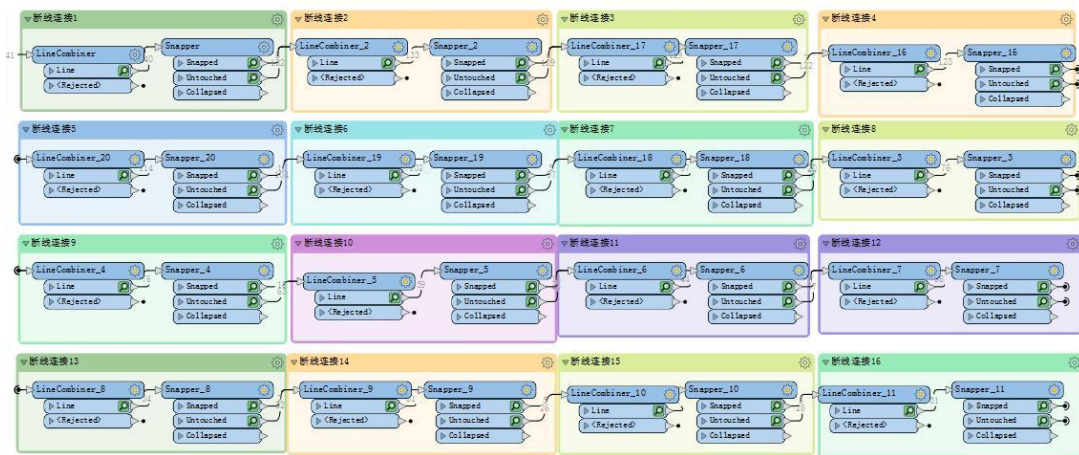 断线连接1
LineCombiner
Line
<Rejected>
Snapper
Snapped
Untouched
Collapsed
断线连接2
LineCombiner_2
Line
<Rejected>
Snapper_2
Snapped
Untouched
Collapsed
断线连接3
LineCombiner_17
Line
<Rejected>
Snapper_17
Snapped
Untouched
Collapsed
断线连接4
LineCombiner_16
Line
<Rejected>
Snapper_16
Snapped
Untouched
Collapsed
断线连接5
LineCombiner_20
Line
<Rejected>
Snapper_20
Snapped
Untouched
Collapsed
断线连接6
LineCombiner_19
Line
<Rejected>
Snapper_19
Snapped
Untouched
Collapsed
断线连接7
LineCombiner_18
Line
<Rejected>
Snapper_18
Snapped
Untouched
Collapsed
断线连接8
LineCombiner_3
Line
<Rejected>
Snapper_3
Snapped
Untouched
Collapsed
断线连接9
LineCombiner_4
Line
<Rejected>
Snapper_4
Snapped
Untouched
Collapsed
断线连接10
LineCombiner_5
Line
<Rejected>
Snapper_5
Snapped
Untouched
Collapsed
断线连接11
LineCombiner_6
Line
<Rejected>
Snapper_6
Snapped
Untouched
Collapsed
断线连接12
LineCombiner_7
Line
<Rejected>
Snapper_7
Snapped
Untouched
Collapsed
断线连接13
LineCombiner_8
Line
<Rejected>
Snapper_8
Snapped
Untouched
Collapsed
断线连接14
LineCombiner_9
Line
<Rejected>
Snapper_9
Snapped
Untouched
Collapsed
断线连接15
LineCombiner_10
Line
<Rejected>
Snapper_10
Snapped
Untouched
Collapsed
断线连接16
LineCombiner_11
Line
<Rejected>
Snapper_11
Snapped
Untouched
Collapsed